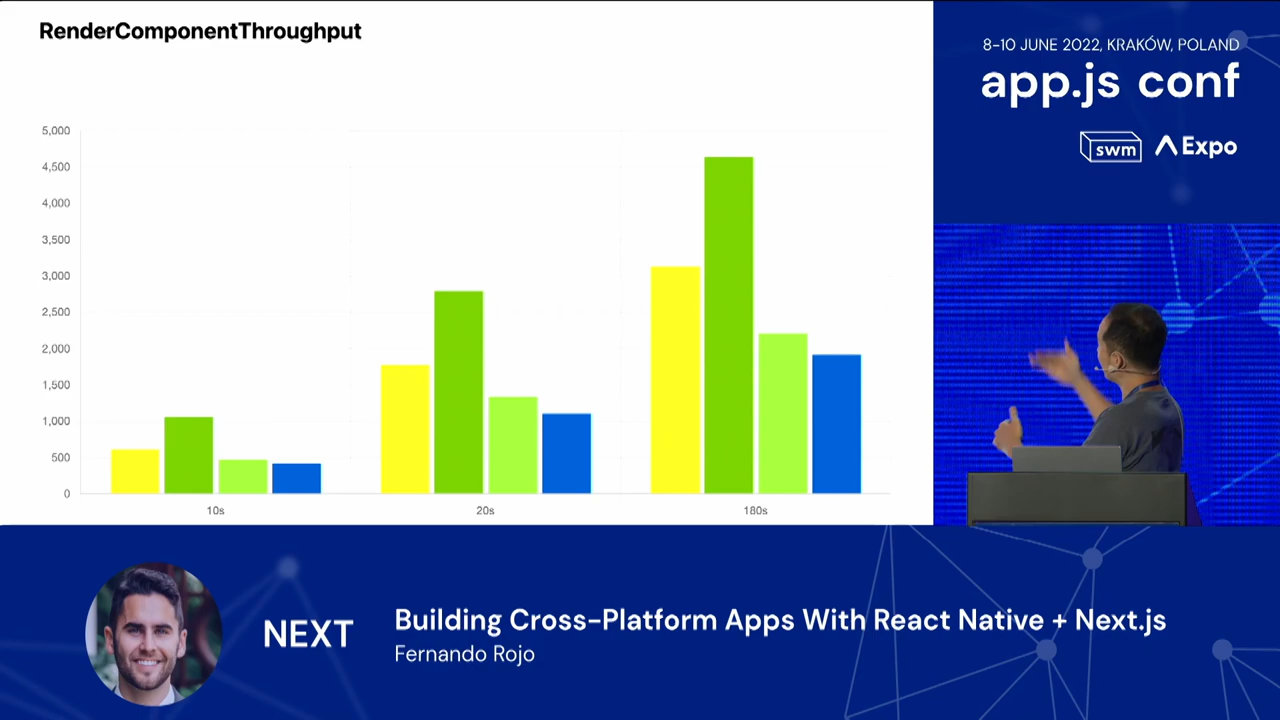 RenderComponentThroughput
5,000
4,500
4,000
3,500
3,000
2,500
2,000
1,500
1,000
500
0
10s
20s
180s
8-10 JUNE 2022, KRAKÓW, POLAND
app.js conf
swm
Expo
NEXT
Building Cross-Platform Apps With React Native + Next.js
Fernando Rojo